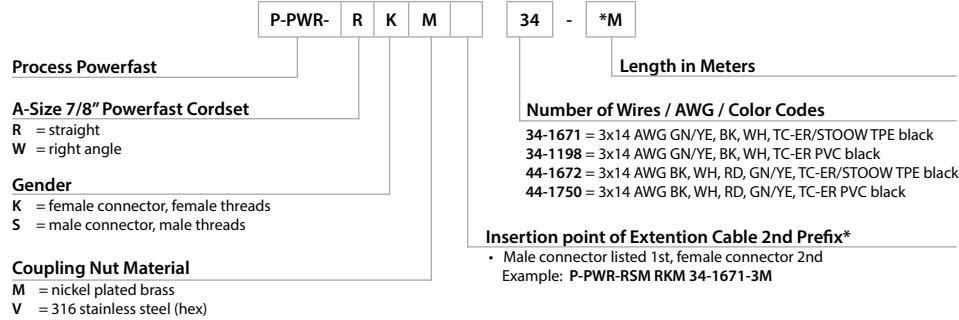 P-PWR- R K M 34 - *M
Process Powerfast
A-Size 7/8” Powerfast Cordset
R = straight
W = right angle
Gender
K = female connector, female threads
S = male connector, male threads
Coupling Nut Material
M = nickel plated brass
V = 316 stainless steel (hex)
Length in Meters
Number of Wires / AWG / Color Codes
34-1671 = 3x14 AWG GN/YE, BK, WH, TC-ER/STOOW TPE black
34-1198 = 3x14 AWG GN/YE, BK, WH, TC-ER PVC black
44-1672 = 3x14 AWG BK, WH, RD, GN/YE, TC-ER/STOOW TPE black
44-1750 = 3x14 AWG BK, WH, RD, GN/YE, TC-ER PVC black
Insertion point of Extention Cable 2nd Prefix*
• Male connector listed 1st, female connector 2nd
Example: P-PWR-RSM RKM 34-1671-3M